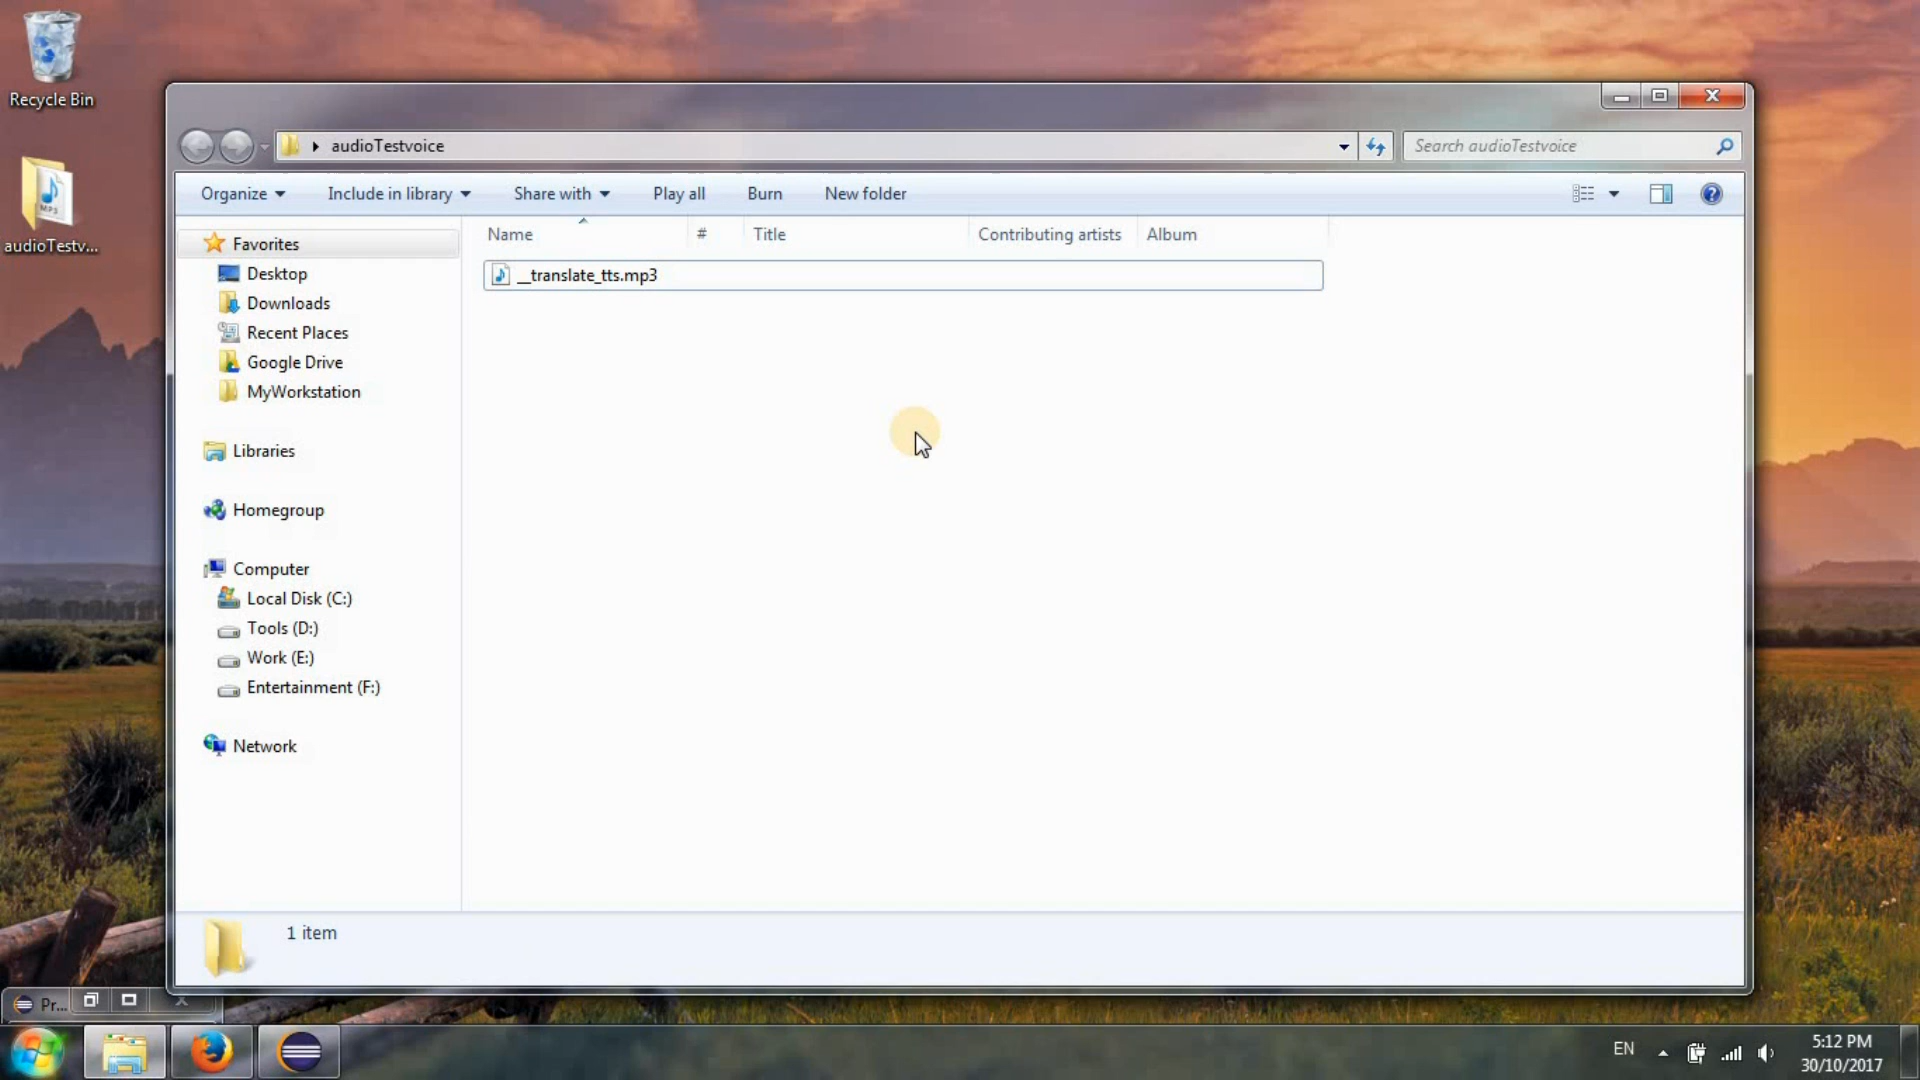 Recycle Bin
audioTestv...
audioTestvoice
Search audioTestvoice
Organize
Include in library
Share with
Play all
Burn
New folder
Name
#
Title
Contributing artists
Album
__translate_tts.mp3
Favorites
Desktop
Downloads
Recent Places
Google Drive
MyWorkstation
Libraries
Homegroup
Computer
Local Disk (C:)
Tools (D:)
Work (E:)
Entertainment (F:)
Network
1 item
Pr...
EN
5:12 PM
30/10/2017